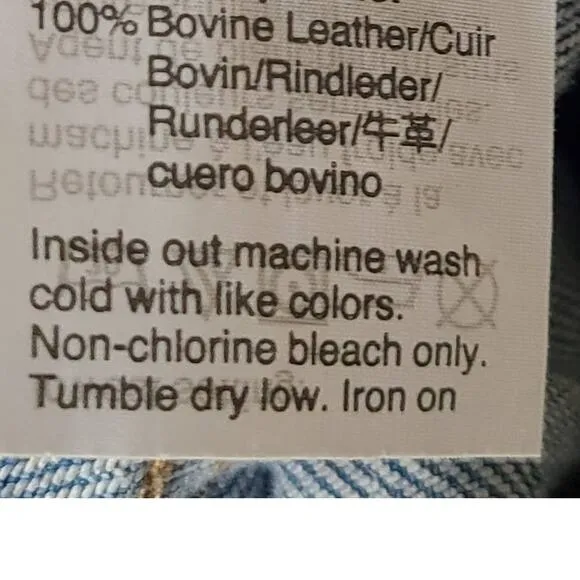 100% Bovine Leather/Cuir
Bovin/Rindleder/
Runderleer/牛革/
cuero bovino
Inside out machine wash
cold with like colors.
Non-chlorine bleach only.
Tumble dry low. Iron on